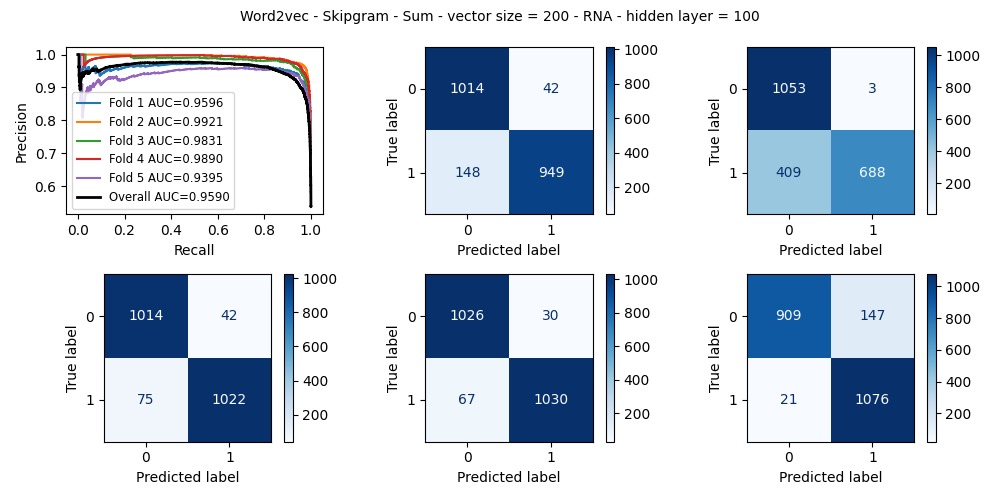 Word2vec - Skipgram - Sum - vector size = 200 - RNA - hidden layer = 100
Precision
1.0
0.9
0.8
0.7
0.6
Fold 1 AUC=0.9596
Fold 2 AUC=0.9921
Fold 3 AUC=0.9831
Fold 4 AUC=0.9890
Fold 5 AUC=0.9395
Overall AUC=0.9590
0.0 0.2 0.4 0.6 0.8 1.0
Recall
True label
0 1014 42
1 148 949
0 1
Predicted label
1000
800
600
400
200
True label
0 1053 3
1 409 688
0 1
Predicted label
1000
800
600
400
200
True label
0 1014 42
1 75 1022
0 1
Predicted label
1000
800
600
400
200
True label
0 1026 30
1 67 1030
0 1
Predicted label
1000
800
600
400
200
True label
0 909 147
1 21 1076
0 1
Predicted label
1000
800
600
400
200